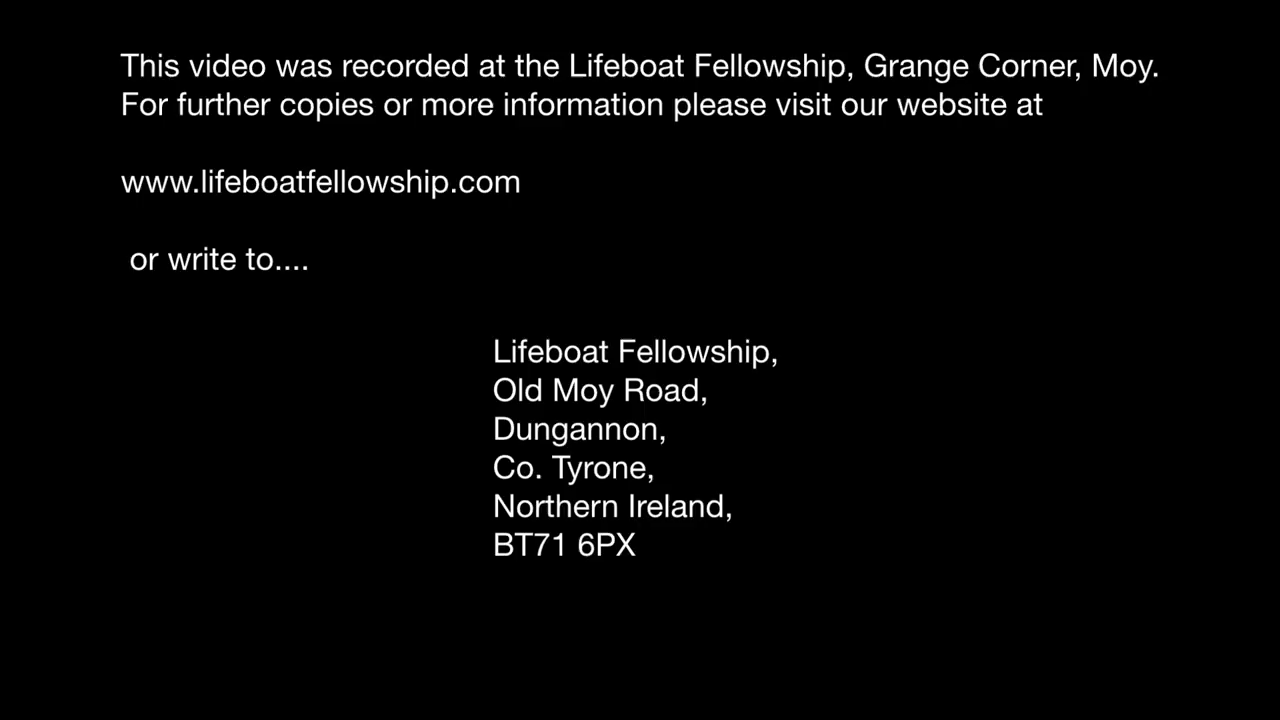 This video was recorded at the Lifeboat Fellowship, Grange Corner, Moy.
For further copies or more information please visit our website at
www.lifeboatfellowship.com
or write to....
Lifeboat Fellowship,
Old Moy Road,
Dungannon,
Co. Tyrone,
Northern Ireland,
BT71 6PX